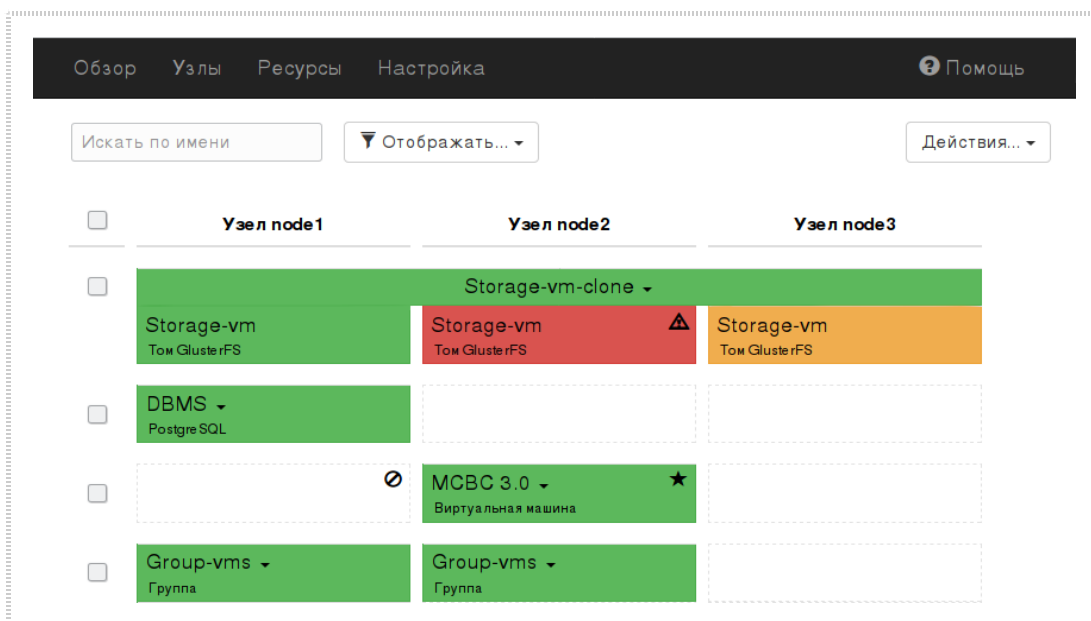 Обзор Узлы Ресурсы Настройка Помощь
Искать по имени Отображать... Действия...
Узел node1 Узел node2 Узел node3
Storage-vm-clone
Storage-vm Storage-vm Storage-vm
Том GlusterFS Том GlusterFS Том GlusterFS
DBMS
PostgreSQL
МСВС 3.0
Виртуальная машина
Group-vms Group-vms
Группа Группа